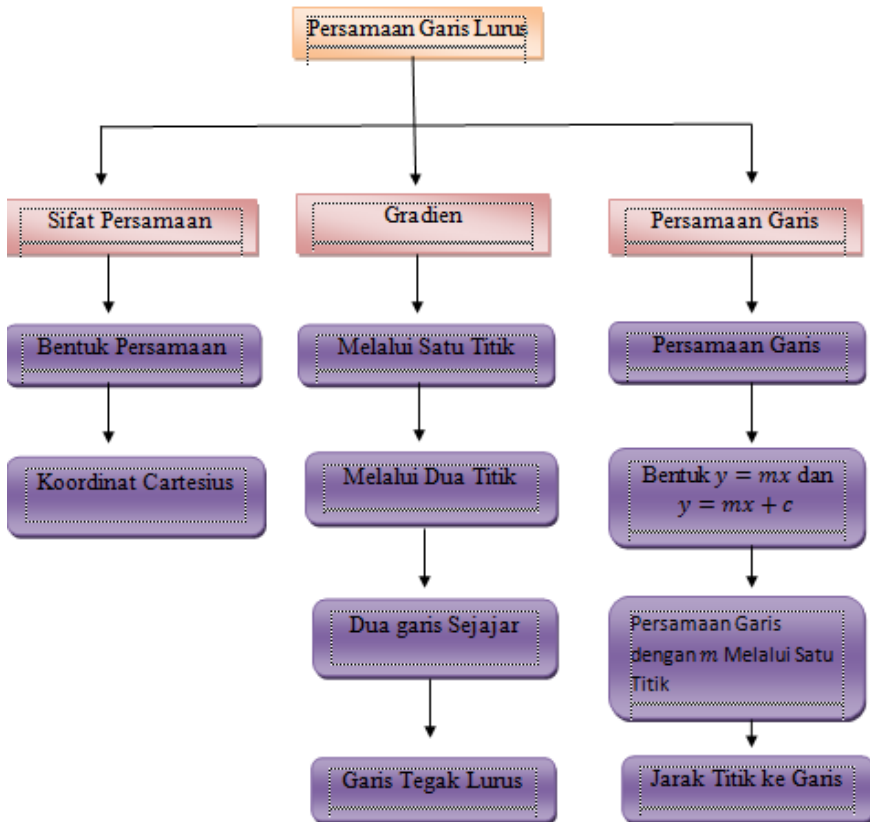 Persamaan Garis Lurus
Sifat Persamaan
Gradien
Persamaan Garis
Bentuk Persamaan
Melalui Satu Titik
Persamaan Garis
Koordinat Cartesius
Melalui Dua Titik
Bentuk y = mx dan
y = mx + c
Dua garis Sejajar
Persamaan Garis
dengan m Melalui Satu
Titik
Garis Tegak Lurus
Jarak Titik ke Garis